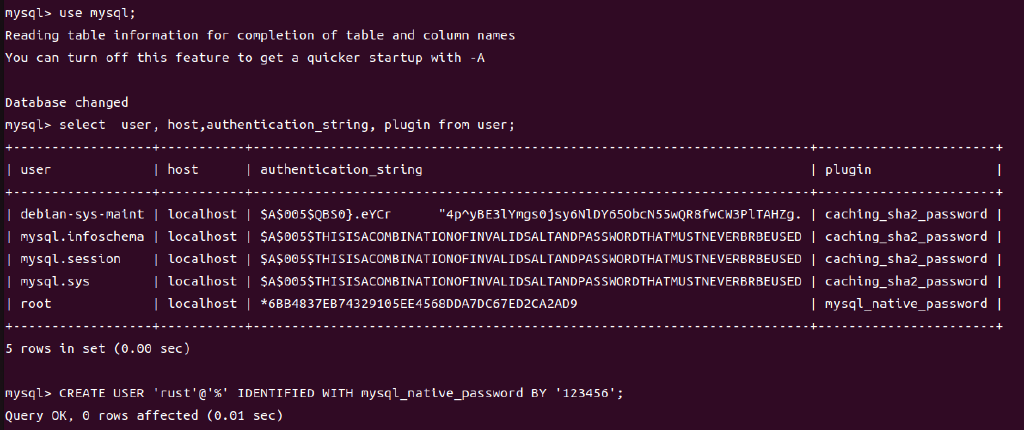 mysql> use mysql;
Reading table information for completion of table and column names
You can turn off this feature to get a quicker startup with -A
Database changed
mysql> select  user, host,authentication_string, plugin from user;
+------------------+-----------+------------------------------------------------------------------------+-----------------------+
| user             | host      | authentication_string                                                  | plugin                |
+------------------+-----------+------------------------------------------------------------------------+-----------------------+
| debian-sys-maint | localhost | $A$005$QBS0}.eYCr      "4p^yBE3lYmgs0jsy6NlDY65ObcN55wQR8fwCW3PlTAHZg. | caching_sha2_password |
| mysql.infoschema | localhost | $A$005$THISISACOMBINATIONOFINVALIDSALTANDPASSWORDTHATMUSTNEVERBRBEUSED | caching_sha2_password |
| mysql.session    | localhost | $A$005$THISISACOMBINATIONOFINVALIDSALTANDPASSWORDTHATMUSTNEVERBRBEUSED | caching_sha2_password |
| mysql.sys        | localhost | $A$005$THISISACOMBINATIONOFINVALIDSALTANDPASSWORDTHATMUSTNEVERBRBEUSED | caching_sha2_password |
| root             | localhost | *6BB4837EB74329105EE4568DDA7DC67ED2CA2AD9                              | mysql_native_password |
+------------------+-----------+------------------------------------------------------------------------+-----------------------+
5 rows in set (0.00 sec)
mysql> CREATE USER 'rust'@'%' IDENTIFIED WITH mysql_native_password BY '123456';
Query OK, 0 rows affected (0.01 sec)